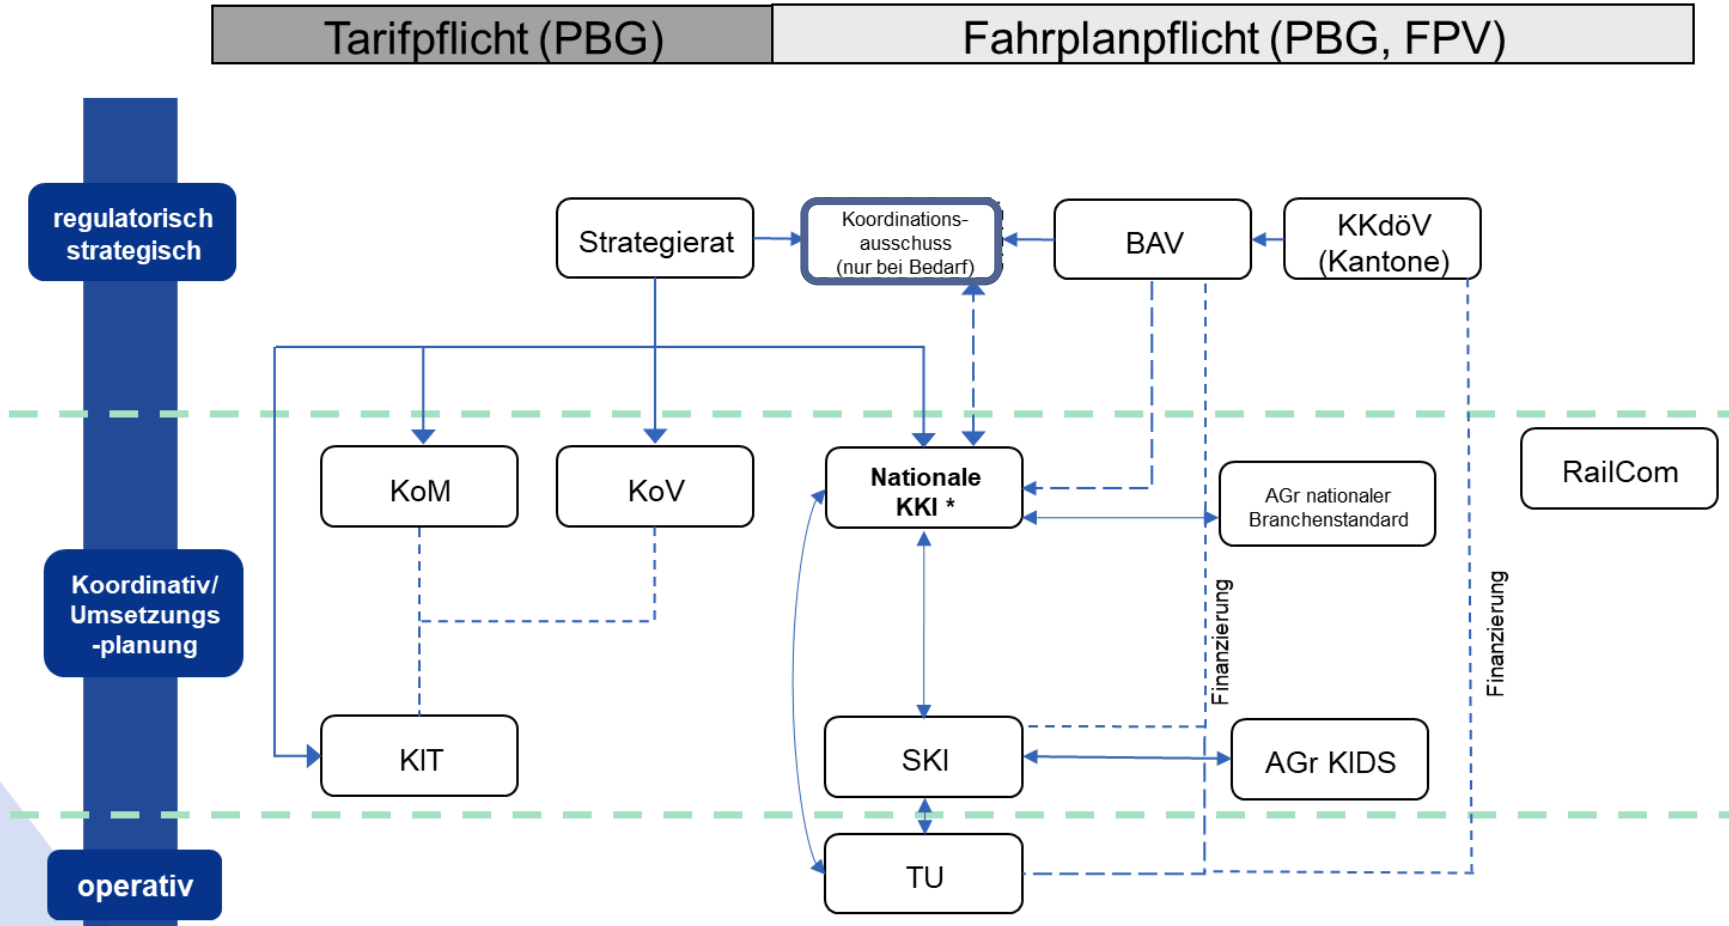 Tarifpflicht (PBG)
Fahrplanpflicht (PBG, FPV)
regulatorisch
strategisch
Strategierat
Koordinations-
ausschuss
(nur bei Bedarf)
BAV
KKdöV
(Kantone)
KoM
KoV
Nationale
KKI *
AGr nationaler
Branchenstandard
RailCom
Koordinativ/
Umsetzungs
-planung
Finanzierung
Finanzierung
KIT
SKI
AGr KIDS
operativ
TU